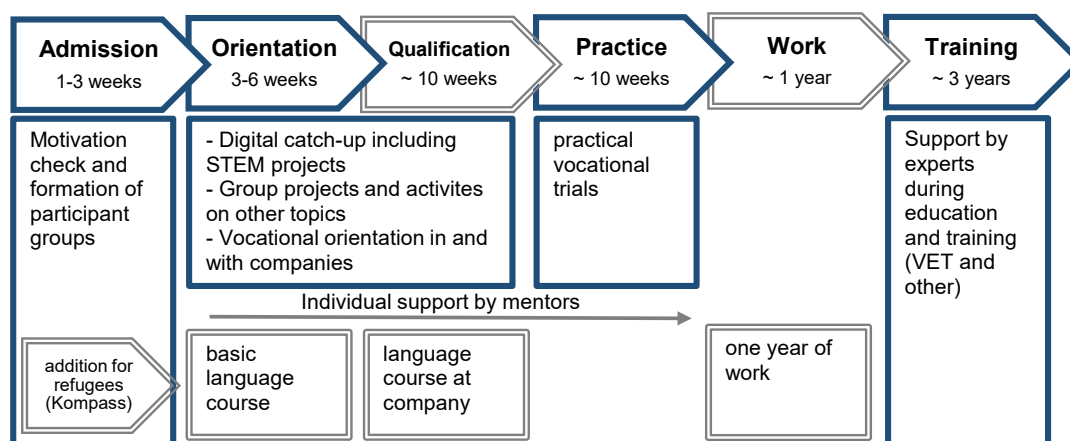 Admission
1-3 weeks
Orientation
3-6 weeks
Qualification
~ 10 weeks
Practice
~ 10 weeks
Work
~ 1 year
Training
~ 3 years
Motivation
check and
formation of
participant
groups
- Digital catch-up including
STEM projects
- Group projects and activites
on other topics
- Vocational orientation in and
with companies
practical
vocational
trials
Support by
experts
during
education
and training
(VET and
other)
Individual support by mentors
addition for
refugees
(Kompass)
basic
language
course
language
course at
company
one year of
work